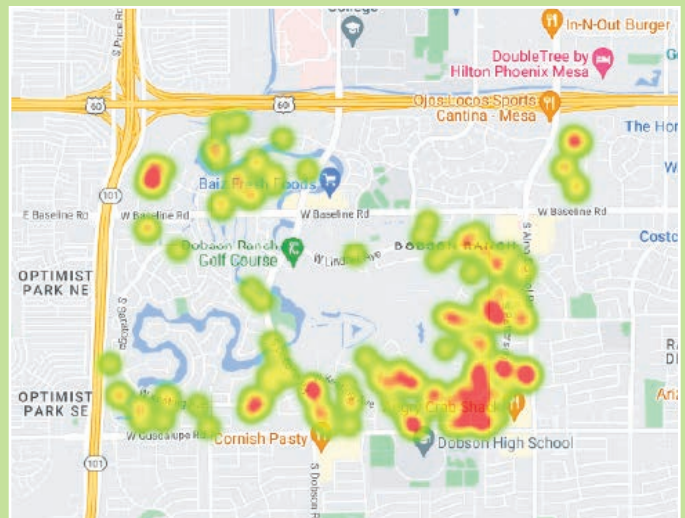 College
In-N-Out Burger
S Price Rd
DoubleTree by
Hilton Phoenix Mesa
60
60
Ojos Locos Sports
Cantina - Mesa
The Hor
Baiz Fresh Foods
101
E Baseline Rd
W Baseline Rd
W Baseline Rd
W Baseline Rd
Costc
Dobson Ranch
Golf Course
DOBSON RANCH
W Lindner Ave
OPTIMIST
PARK NE
OPTIMIST
PARK SE
W Guadalupe Rd
Cornish Pasty
Dobson High School
101
S Dobson R